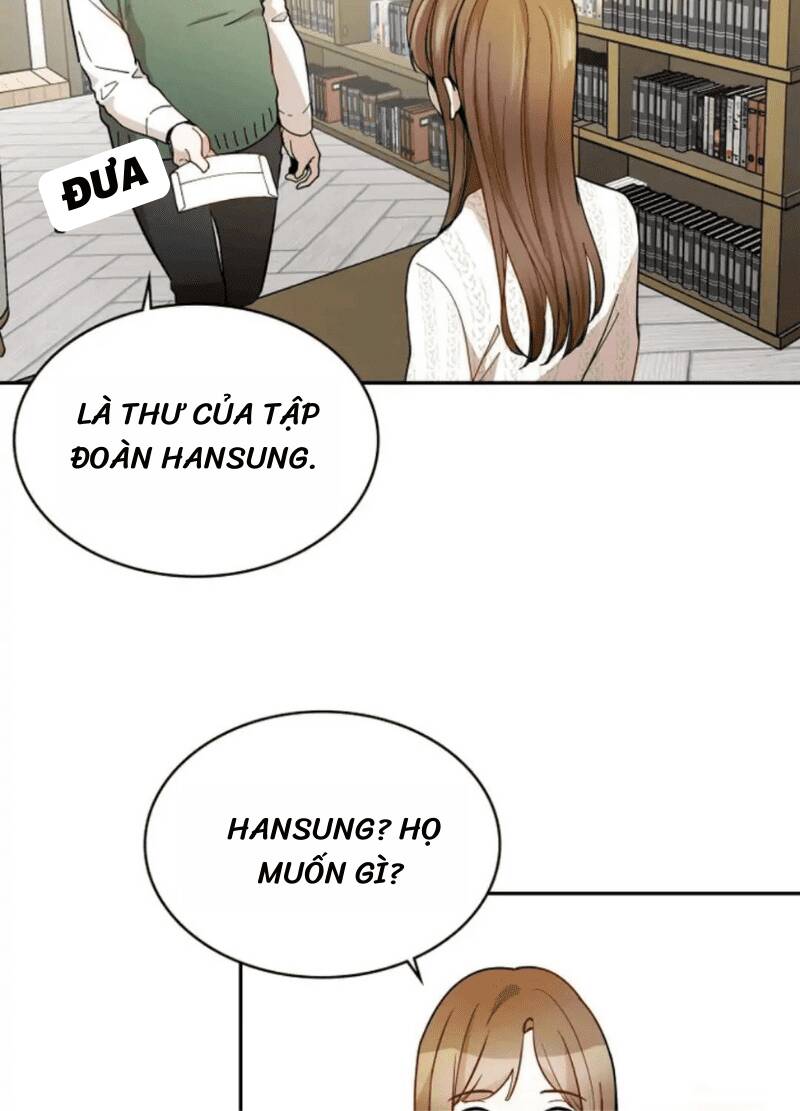 ĐƯA
LÀ THƯ CỦA TẬP
ĐOÀN HANSUNG.
HANSUNG? HỌ
MUỐN GÌ?